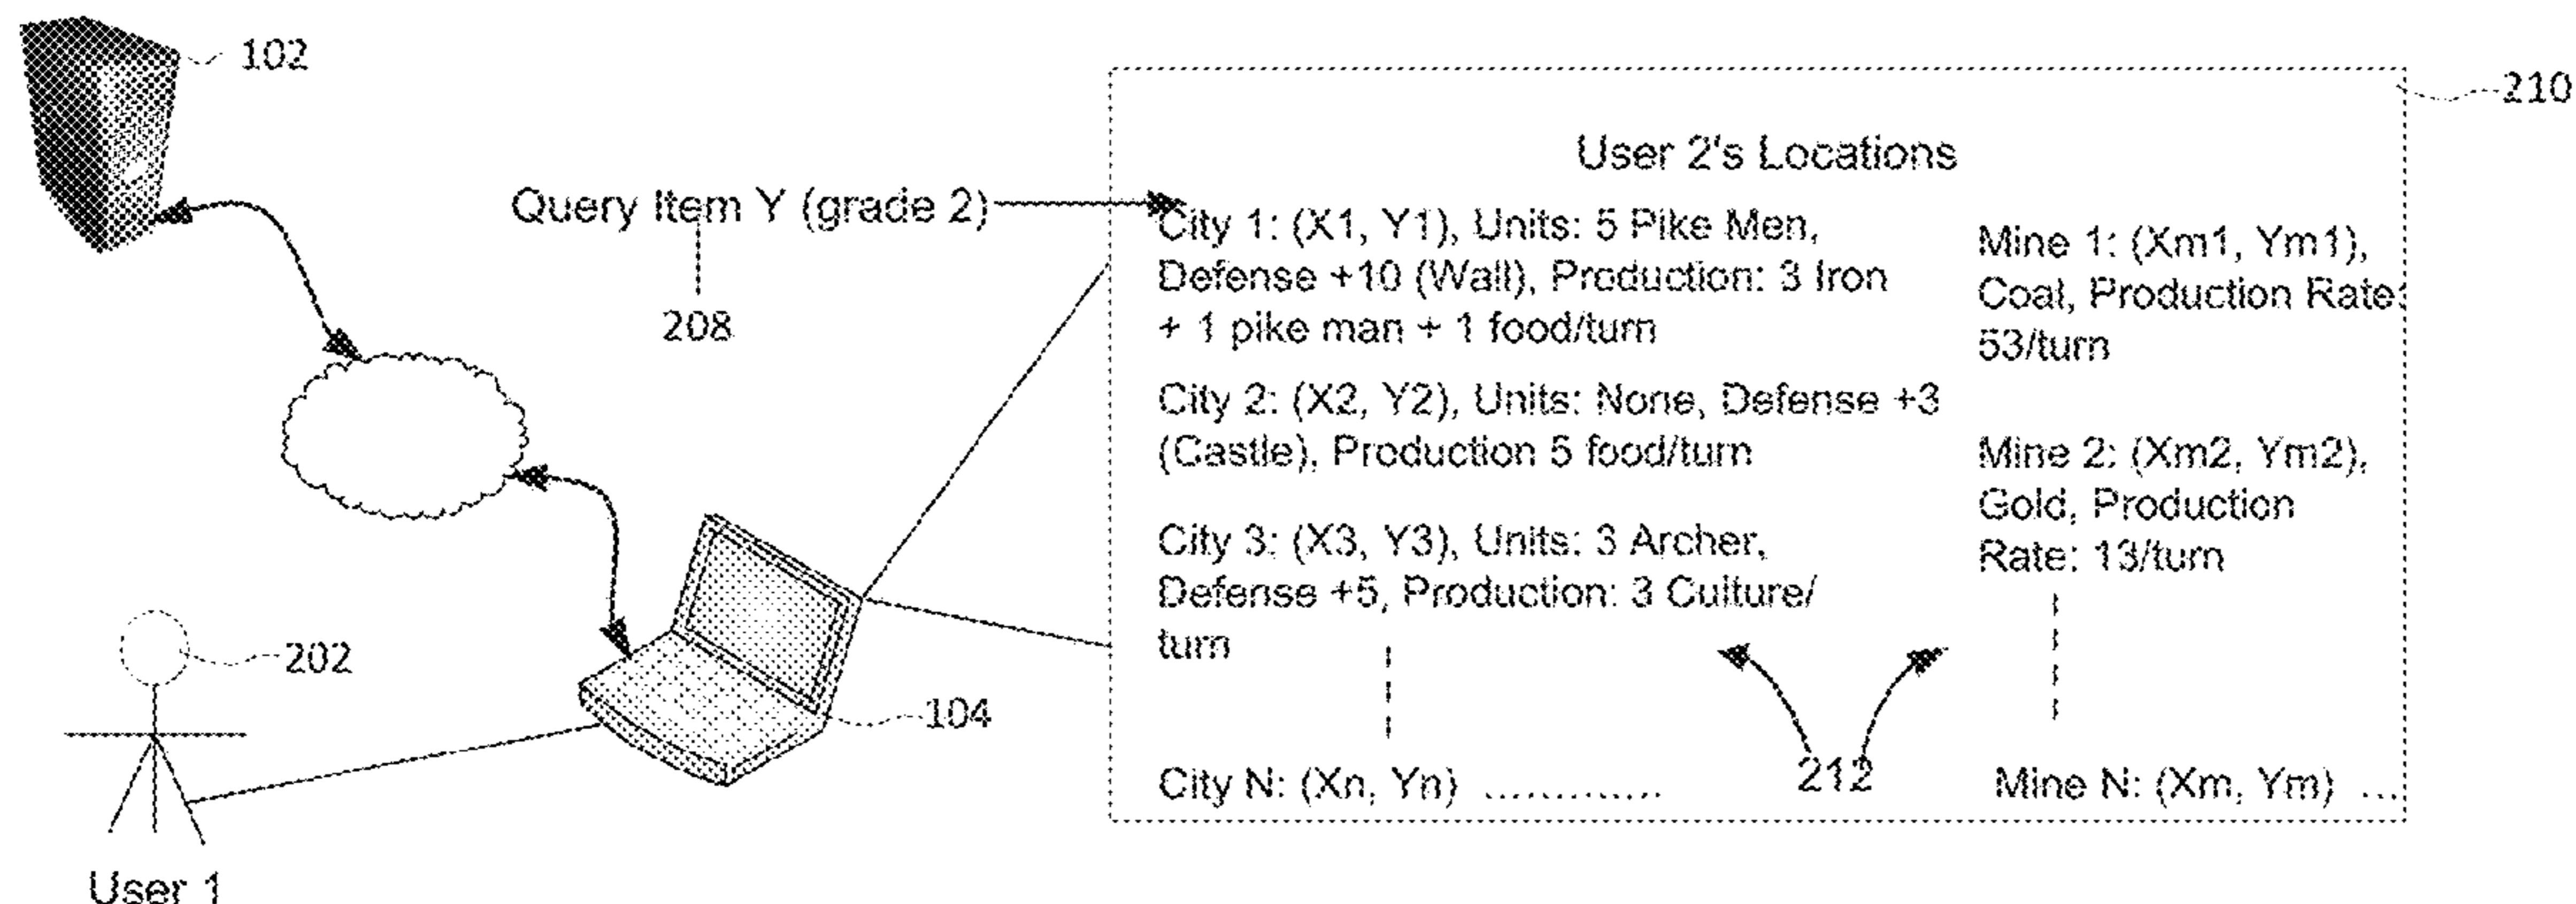 102
210
User 2's Locations
Query Item Y (grade 2)
208
City 1: (X1, Y1), Units: 5 Pike Men,
Defense +10 (Wall), Production: 3 Iron
+ 1 pike man + 1 food/turn
City 2: (X2, Y2), Units: None, Defense +3
(Castle), Production 5 food/turn
City 3: (X3, Y3), Units: 3 Archer,
Defense +5, Production: 3 Culture/
turn
City N: (Xn, Yn) .............
Mine 1: (Xm1, Ym1),
Coal, Production Rate:
53/turn
Mine 2: (Xm2, Ym2),
Gold, Production
Rate: 13/turn
Mine N: (Xm, Ym) ...
212
202
104
User 1